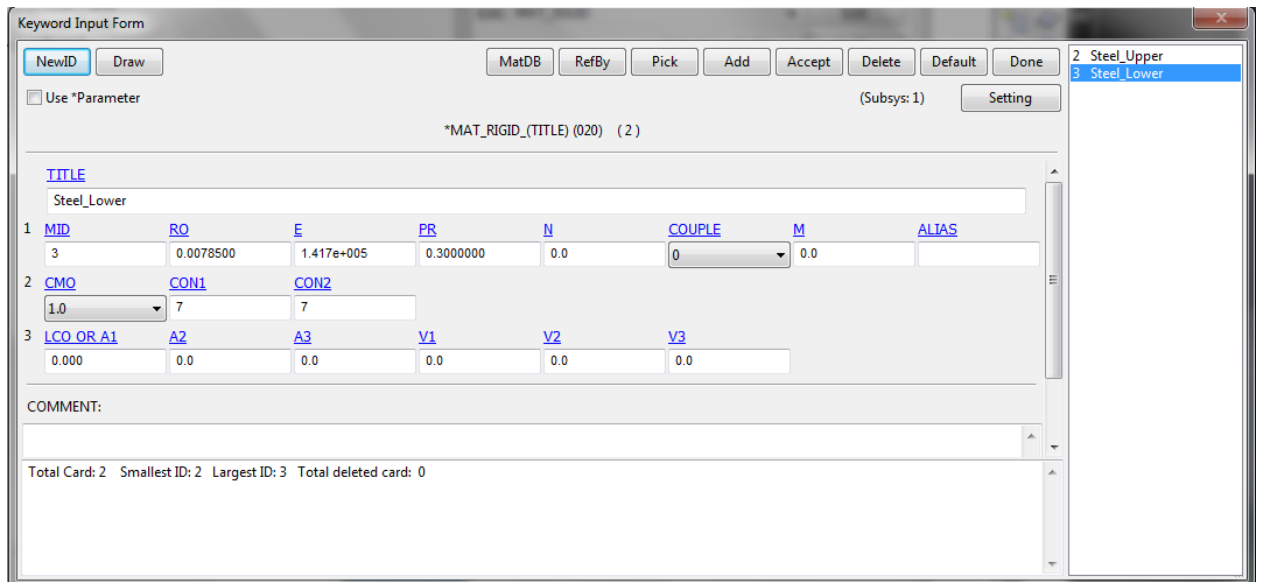 Keyword Input Form
NewID Draw MatDB RefBy Pick Add Accept Delete Default Done
Use *Parameter (Subsys: 1) Setting
*MAT_RIGID_(TITLE) (020) (2)
TITLE
Steel_Lower
1 MID RO E PR N COUPLE M ALIAS
3 0.0078500 1.417e+005 0.3000000 0.0 0 0.0
2 CMO CON1 CON2
1.0 7 7
3 LCO OR A1 A2 A3 V1 V2 V3
0.000 0.0 0.0 0.0 0.0 0.0
COMMENT:
Total Card: 2 Smallest ID: 2 Largest ID: 3 Total deleted card: 0
2 Steel_Upper
3 Steel_Lower